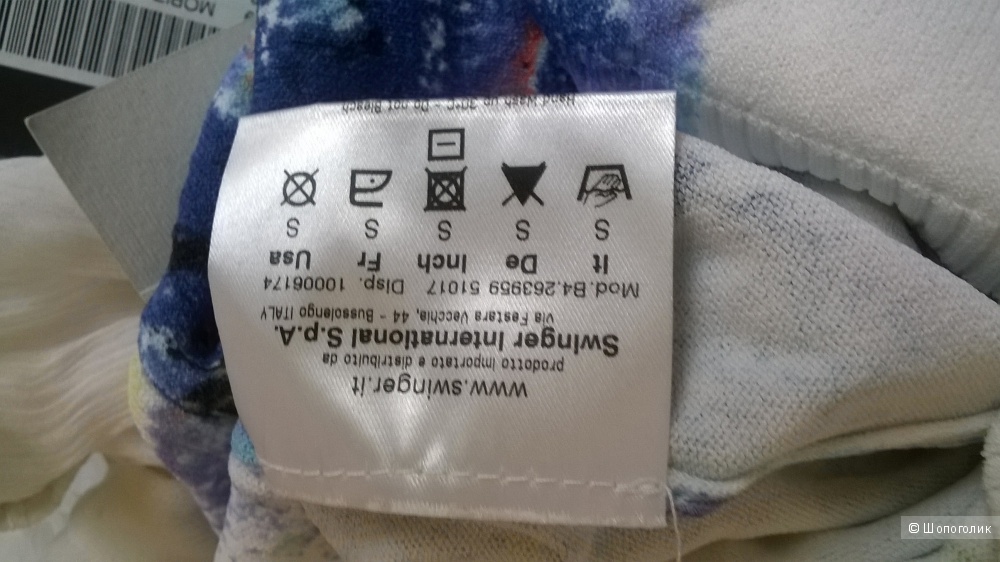 www.swinger.it
prodotto importato e distribuito da
Swinger International S.p.A.
via Festara Vecchia, 44 - Bussolengo ITALY
Mod.B4.263959 51017 Disp. 10006174
It De Inch Fr Usa
S S S S S
Hand wash up 30°C - Do not Bleach
© Шопоголик